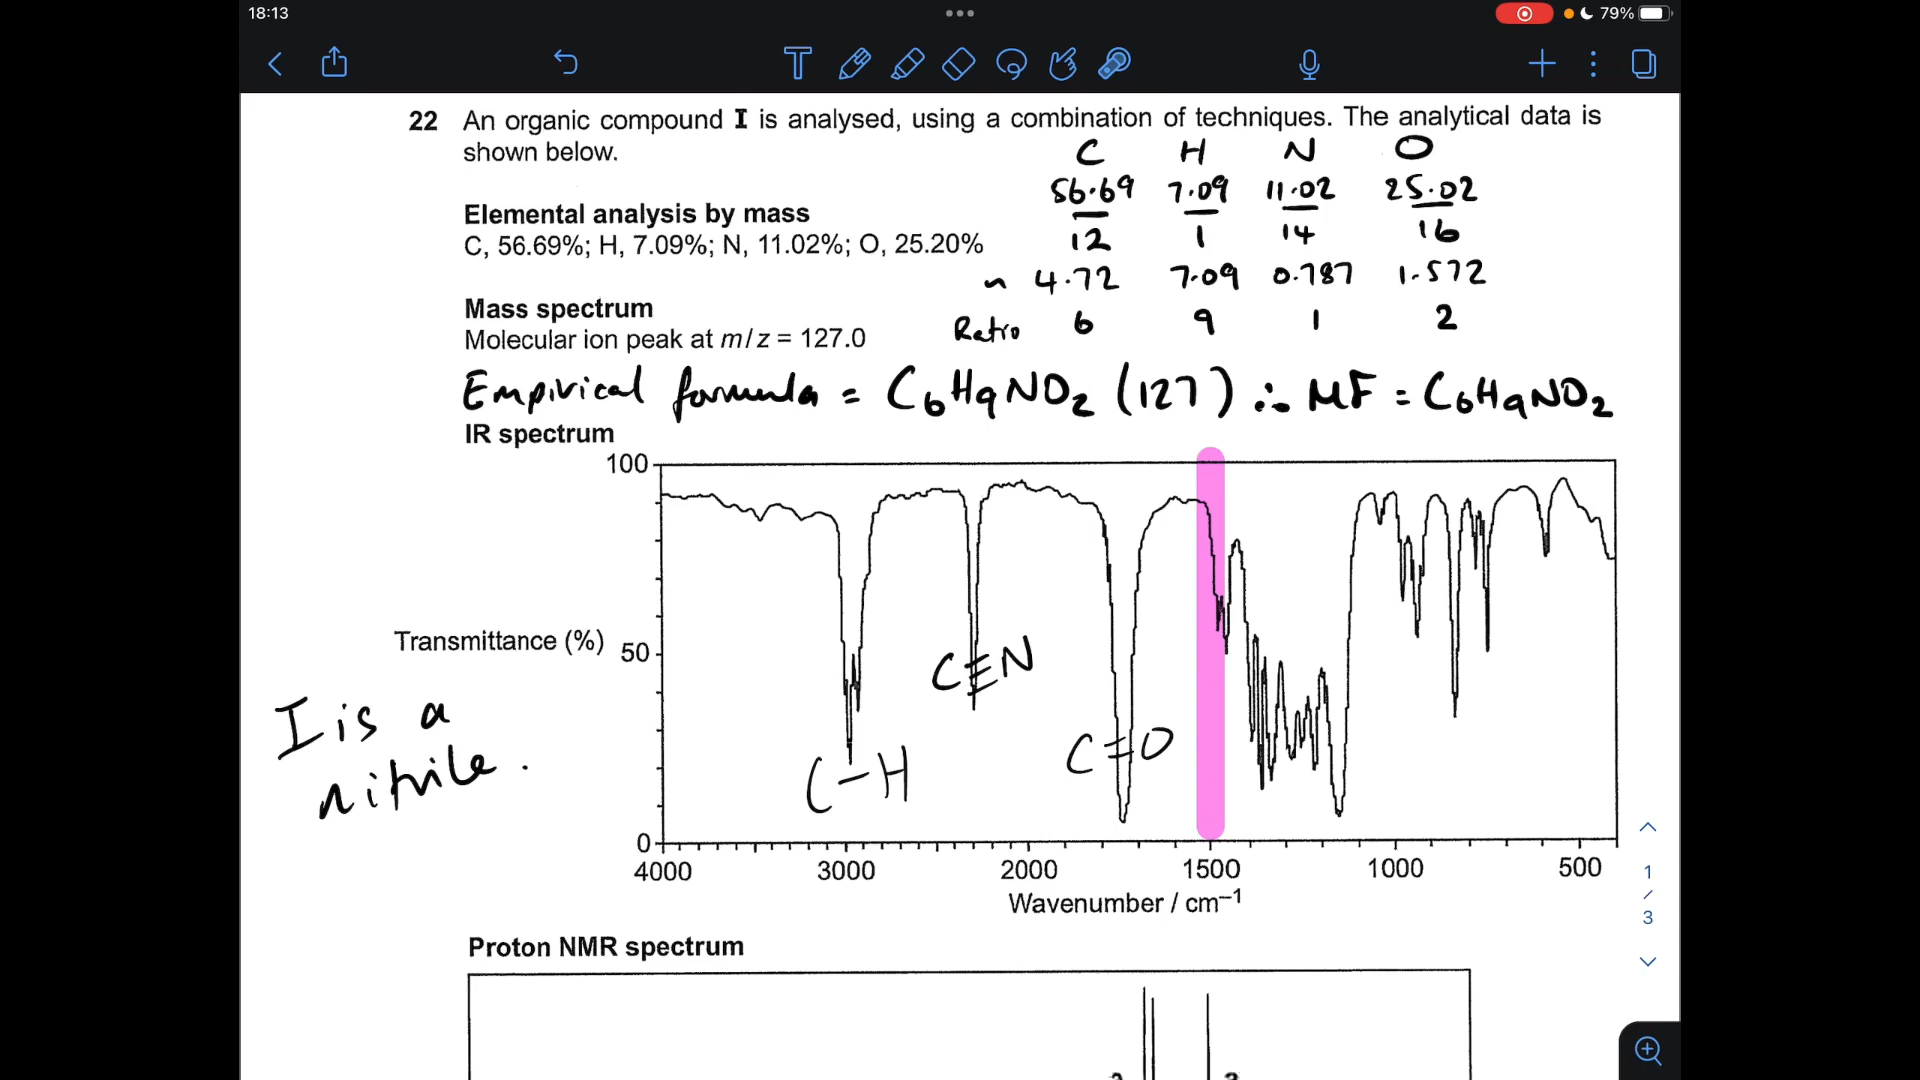 18:13
79%
22 An organic compound I is analysed, using a combination of techniques. The analytical data is
shown below.
C H N O
56.69 7.09 11.02 25.02
12 1 14 16
Elemental analysis by mass
C, 56.69%; H, 7.09%; N, 11.02%; O, 25.20%
n 4.72 7.09 0.787 1.572
Mass spectrum
Ratio 6 9 1 2
Molecular ion peak at m/z = 127.0
Empirical formula = C6H9NO2 (127) ∴ MF = C6H9NO2
IR spectrum
100
Transmittance (%)
50
C≡N
I is a
nitrile.
C=O
C-H
0
4000 3000 2000 1500 1000 500
Wavenumber / cm⁻¹
1
/
3
Proton NMR spectrum